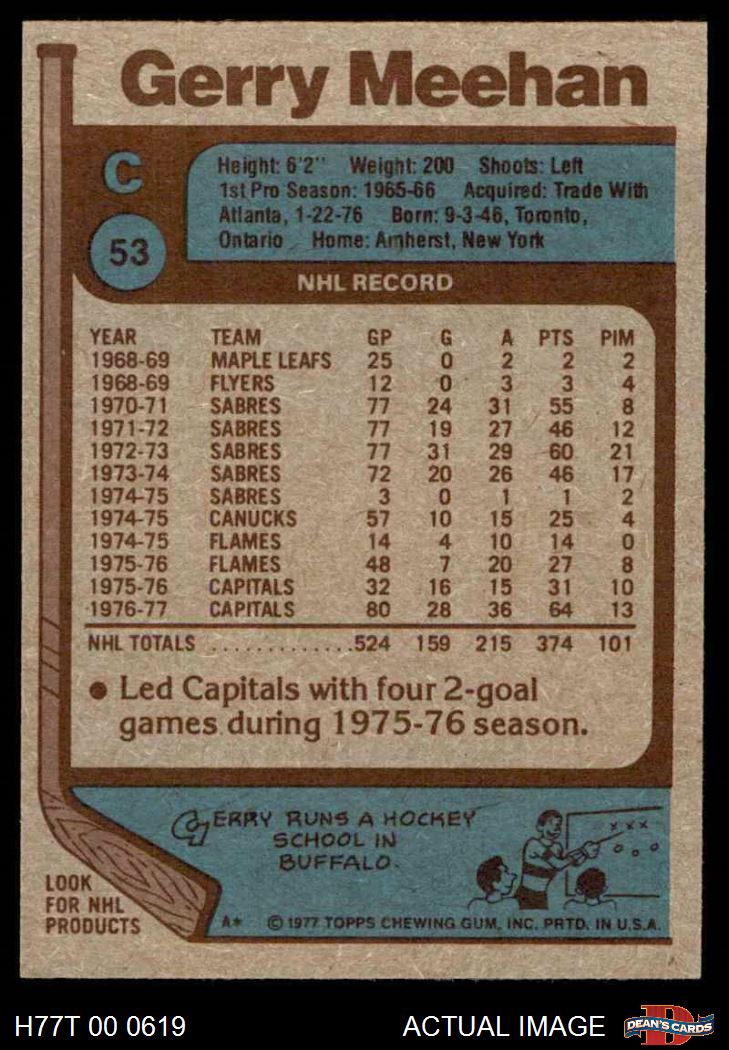 Gerry Meehan
C
53
Height: 6'2" Weight: 200 Shoots: Left
1st Pro Season: 1965-66 Acquired: Trade With
Atlanta, 1-22-76 Born: 9-3-46, Toronto,
Ontario Home: Amherst, New York
NHL RECORD
YEAR TEAM GP G A PTS PIM
1968-69 MAPLE LEAFS 25 0 2 2 2
1968-69 FLYERS 12 0 3 3 4
1970-71 SABRES 77 24 31 55 8
1971-72 SABRES 77 19 27 46 12
1972-73 SABRES 77 31 29 60 21
1973-74 SABRES 72 20 26 46 17
1974-75 SABRES 3 0 1 1 2
1974-75 CANUCKS 57 10 15 25 4
1974-75 FLAMES 14 4 10 14 0
1975-76 FLAMES 48 7 20 27 8
1975-76 CAPITALS 32 16 15 31 10
1976-77 CAPITALS 80 28 36 64 13
NHL TOTALS .............524 159 215 374 101
● Led Capitals with four 2-goal
games during 1975-76 season.
GERRY RUNS A HOCKEY
SCHOOL IN
BUFFALO.
LOOK
FOR NHL
PRODUCTS
A* © 1977 TOPPS CHEWING GUM, INC. PRTD. IN U.S.A.
H77T 00 0619 ACTUAL IMAGE D DEAN'S CARDS